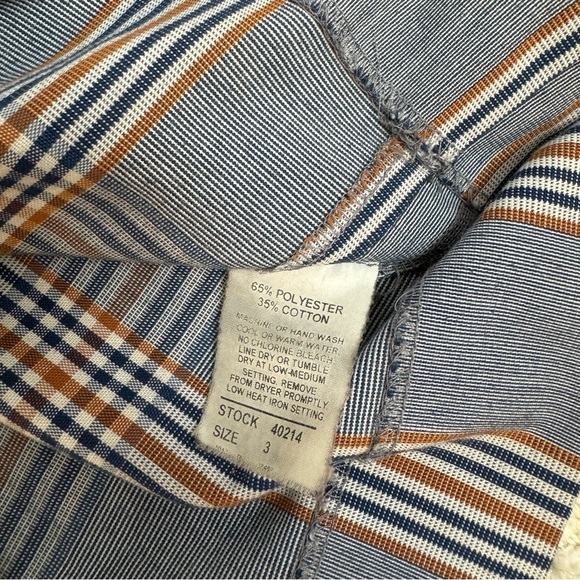 65% POLYESTER
35% COTTON
MACHINE OR HAND WASH
COOL OR WARM WATER
NO CHLORINE BLEACH
LINE DRY OR TUMBLE
DRY AT LOW-MEDIUM
SETTING. REMOVE
FROM DRYER PROMPTLY
LOW HEAT IRON SETTING
STOCK 40214
SIZE 3